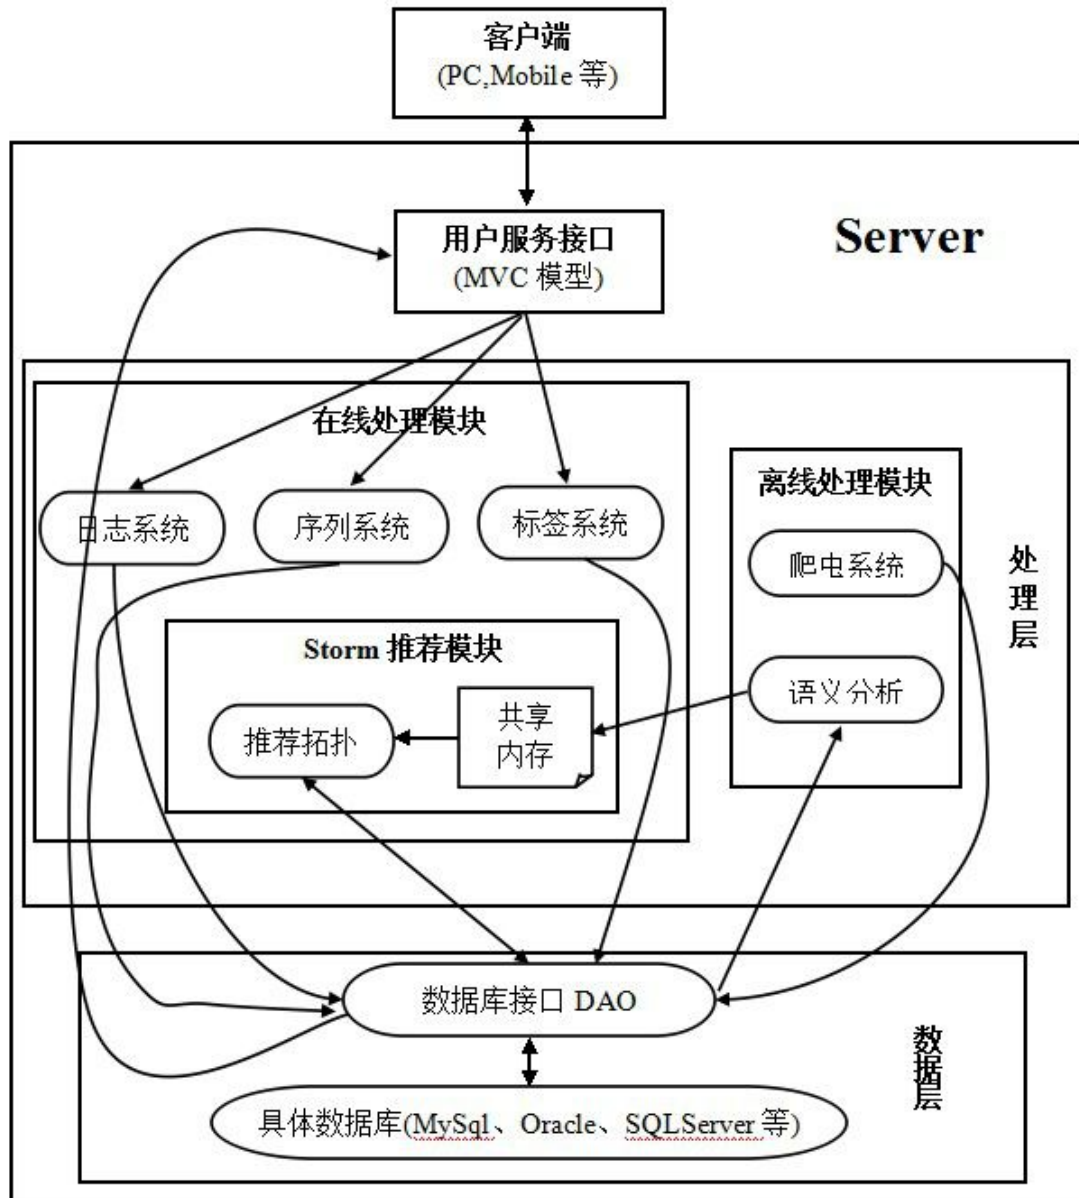 客户端
(PC,Mobile 等)
Server
用户服务接口
(MVC 模型)
在线处理模块
离线处理模块
日志系统
序列系统
标签系统
爬虫系统
处
理
层
Storm 推荐模块
语义分析
推荐拓扑
共享
内存
数据库接口 DAO
数
据
层
具体数据库(MySql、Oracle、SQLServer 等)